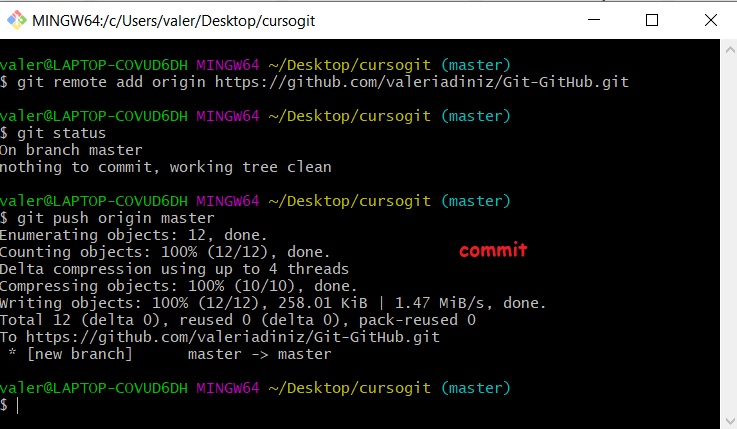 MINGW64:/c/Users/valer/Desktop/cursogit
valer@LAPTOP-COVUD6DH MINGW64 ~/Desktop/cursogit (master)
$ git remote add origin https://github.com/valeriadiniz/Git-GitHub.git
valer@LAPTOP-COVUD6DH MINGW64 ~/Desktop/cursogit (master)
$ git status
On branch master
nothing to commit, working tree clean
valer@LAPTOP-COVUD6DH MINGW64 ~/Desktop/cursogit (master)
$ git push origin master
Enumerating objects: 12, done.
Counting objects: 100% (12/12), done.
commit
Delta compression using up to 4 threads
Compressing objects: 100% (10/10), done.
Writing objects: 100% (12/12), 258.01 KiB | 1.47 MiB/s, done.
Total 12 (delta 0), reused 0 (delta 0), pack-reused 0
To https://github.com/valeriadiniz/Git-GitHub.git
* [new branch]      master -> master
valer@LAPTOP-COVUD6DH MINGW64 ~/Desktop/cursogit (master)
$